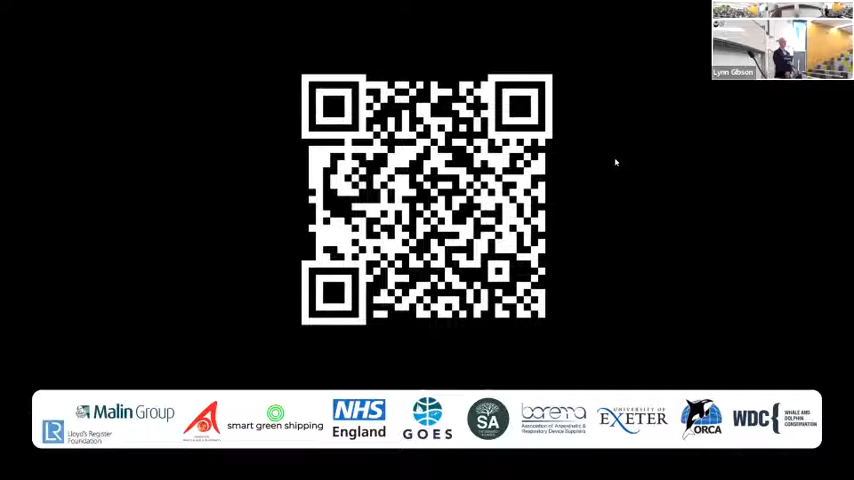 Lynn Gibson
Malin Group
Lloyd's Register
Foundation
smart green shipping
NHS
England
GOES
SA
barema
Association of Anaesthetic &
Respiratory Device Suppliers
UNIVERSITY OF
EXETER
ORCA
WDC
WHALE AND
DOLPHIN
CONSERVATION